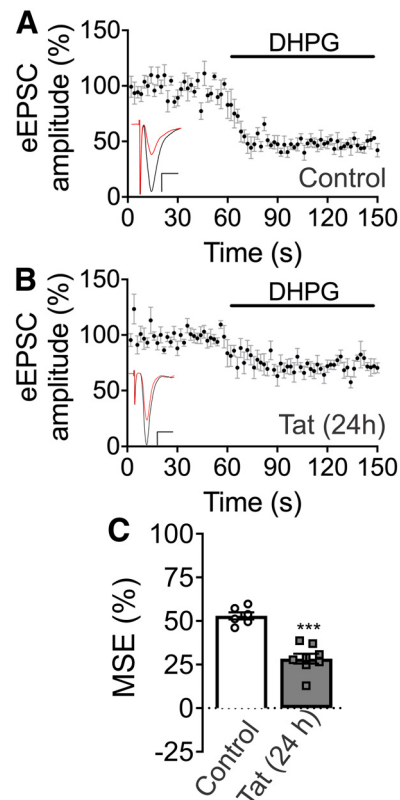 A
eEPSC
amplitude (%)
150
100
50
0
DHPG
Control
0 30 60 90 120 150
Time (s)
B
eEPSC
amplitude (%)
150
100
50
0
DHPG
Tat (24h)
0 30 60 90 120 150
Time (s)
C
MSE (%)
100
75
50
25
0
-25
***
Control
Tat (24 h)